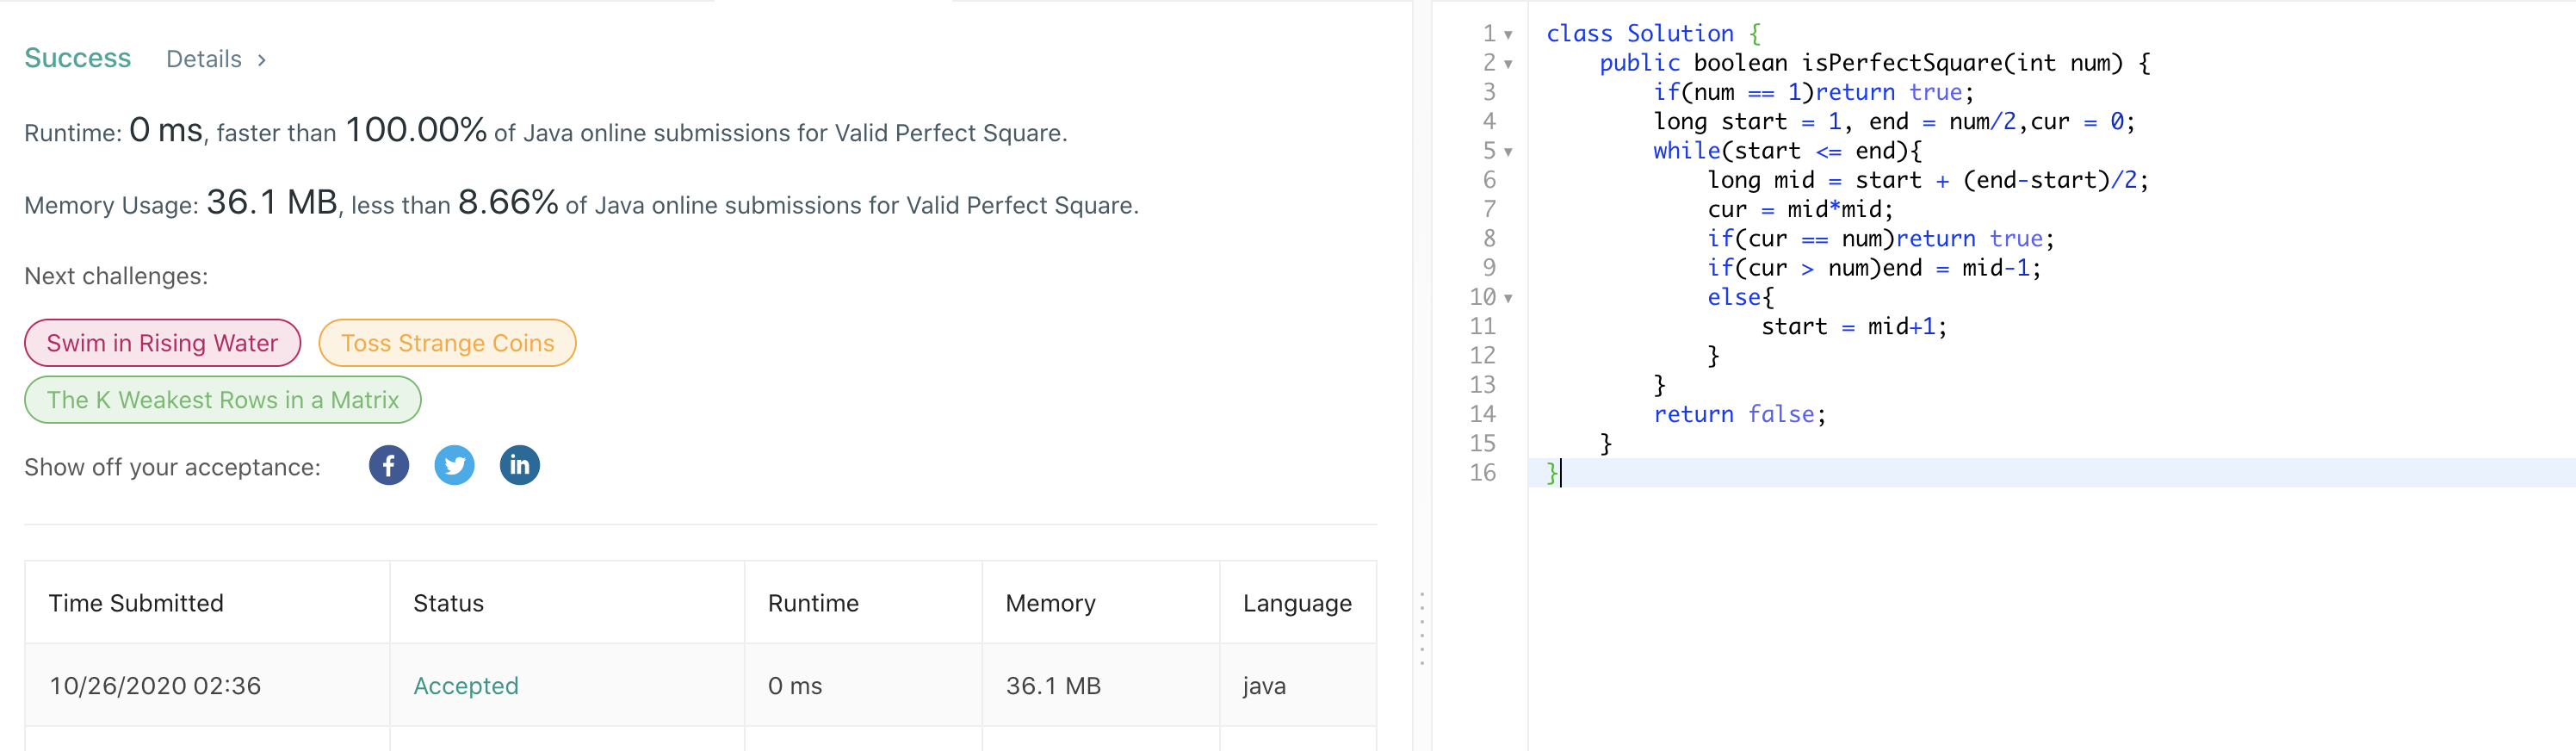 Success Details >
Runtime: 0 ms, faster than 100.00% of Java online submissions for Valid Perfect Square.
Memory Usage: 36.1 MB, less than 8.66% of Java online submissions for Valid Perfect Square.
Next challenges:
Swim in Rising Water Toss Strange Coins
The K Weakest Rows in a Matrix
Show off your acceptance: f in
Time Submitted Status Runtime Memory Language
10/26/2020 02:36 Accepted 0 ms 36.1 MB java
1 class Solution {
2     public boolean isPerfectSquare(int num) {
3         if(num == 1)return true;
4         long start = 1, end = num/2,cur = 0;
5         while(start <= end){
6             long mid = start + (end-start)/2;
7             cur = mid*mid;
8             if(cur == num)return true;
9             if(cur > num)end = mid-1;
10             else{
11                 start = mid+1;
12             }
13         }
14         return false;
15     }
16 }